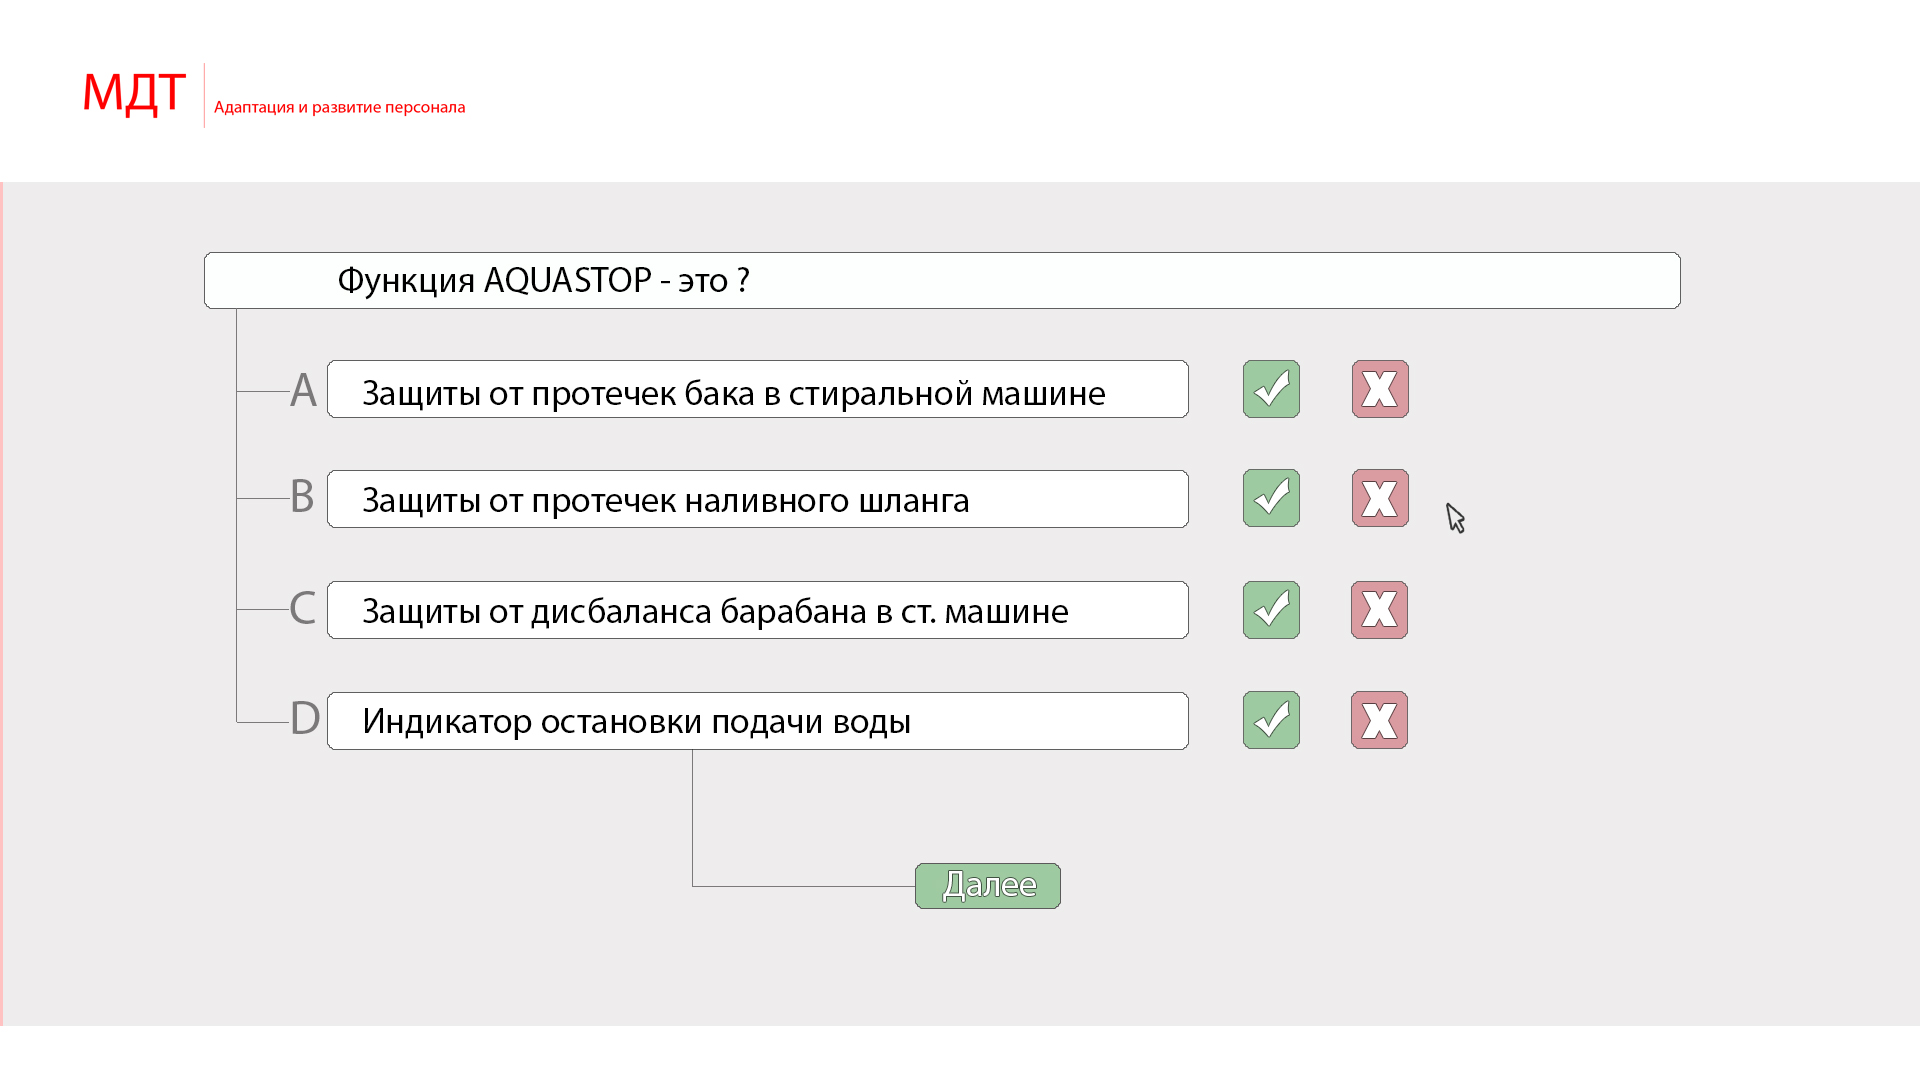 МДТ
Адаптация и развитие персонала
Функция AQUASTOP - это ?
A Защиты от протечек бака в стиральной машине
B Защиты от протечек наливного шланга
C Защиты от дисбаланса барабана в ст. машине
D Индикатор остановки подачи воды
Далее